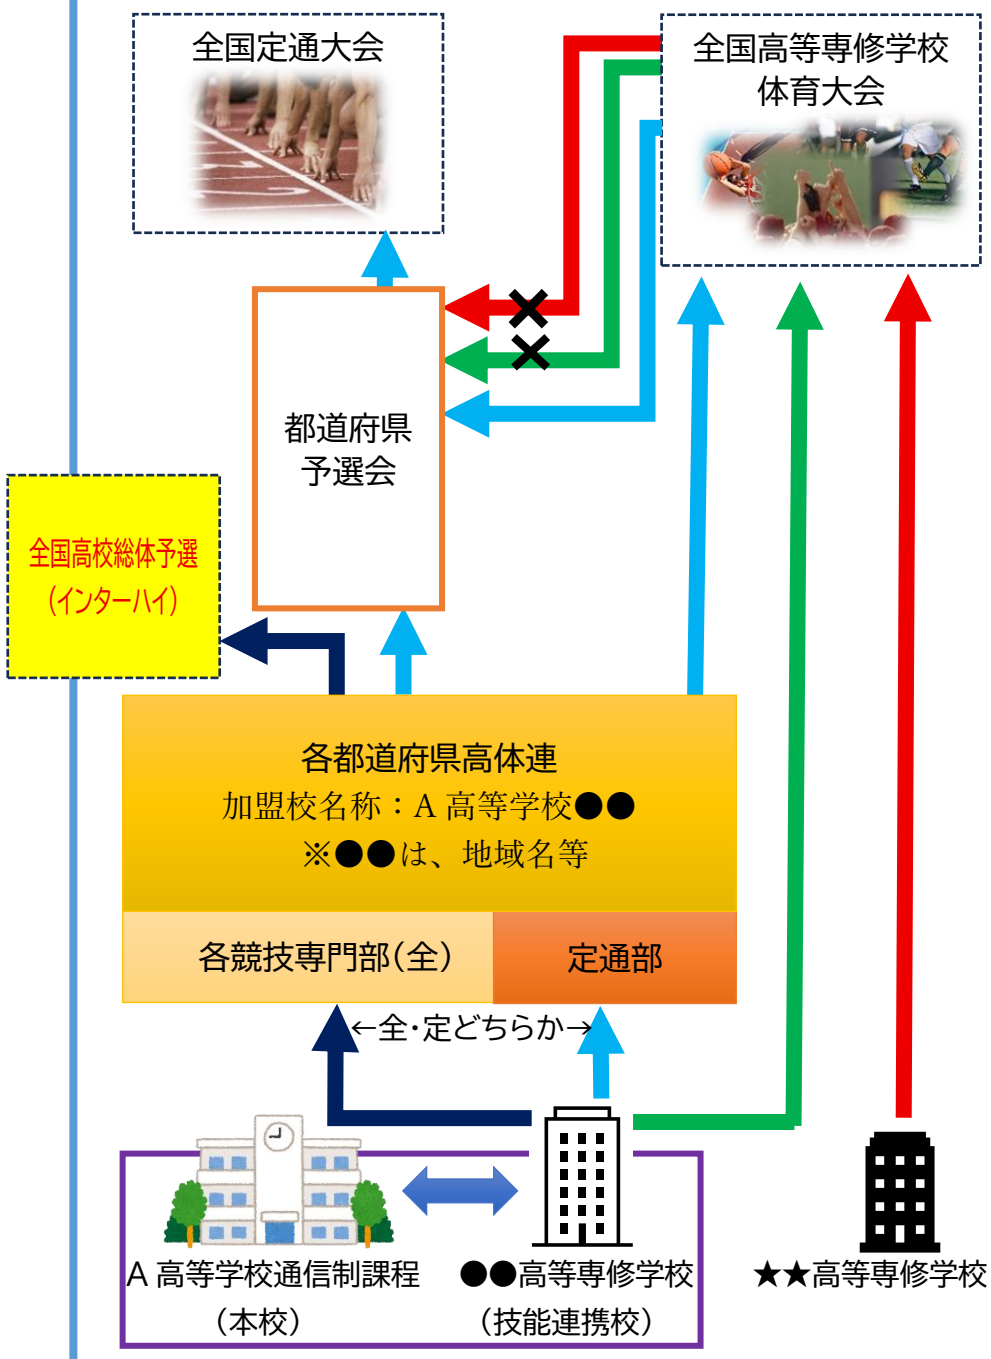 全国定通大会
全国高等専修学校
体育大会
都道府県
予選会
全国高校総体予選
(インターハイ)
各都道府県高体連
加盟校名称：A 高等学校●●
※●●は、地域名等
各競技専門部(全)
定通部
←全・定どちらか→
A 高等学校通信制課程
(本校)
●●高等専修学校
(技能連携校)
★★高等専修学校